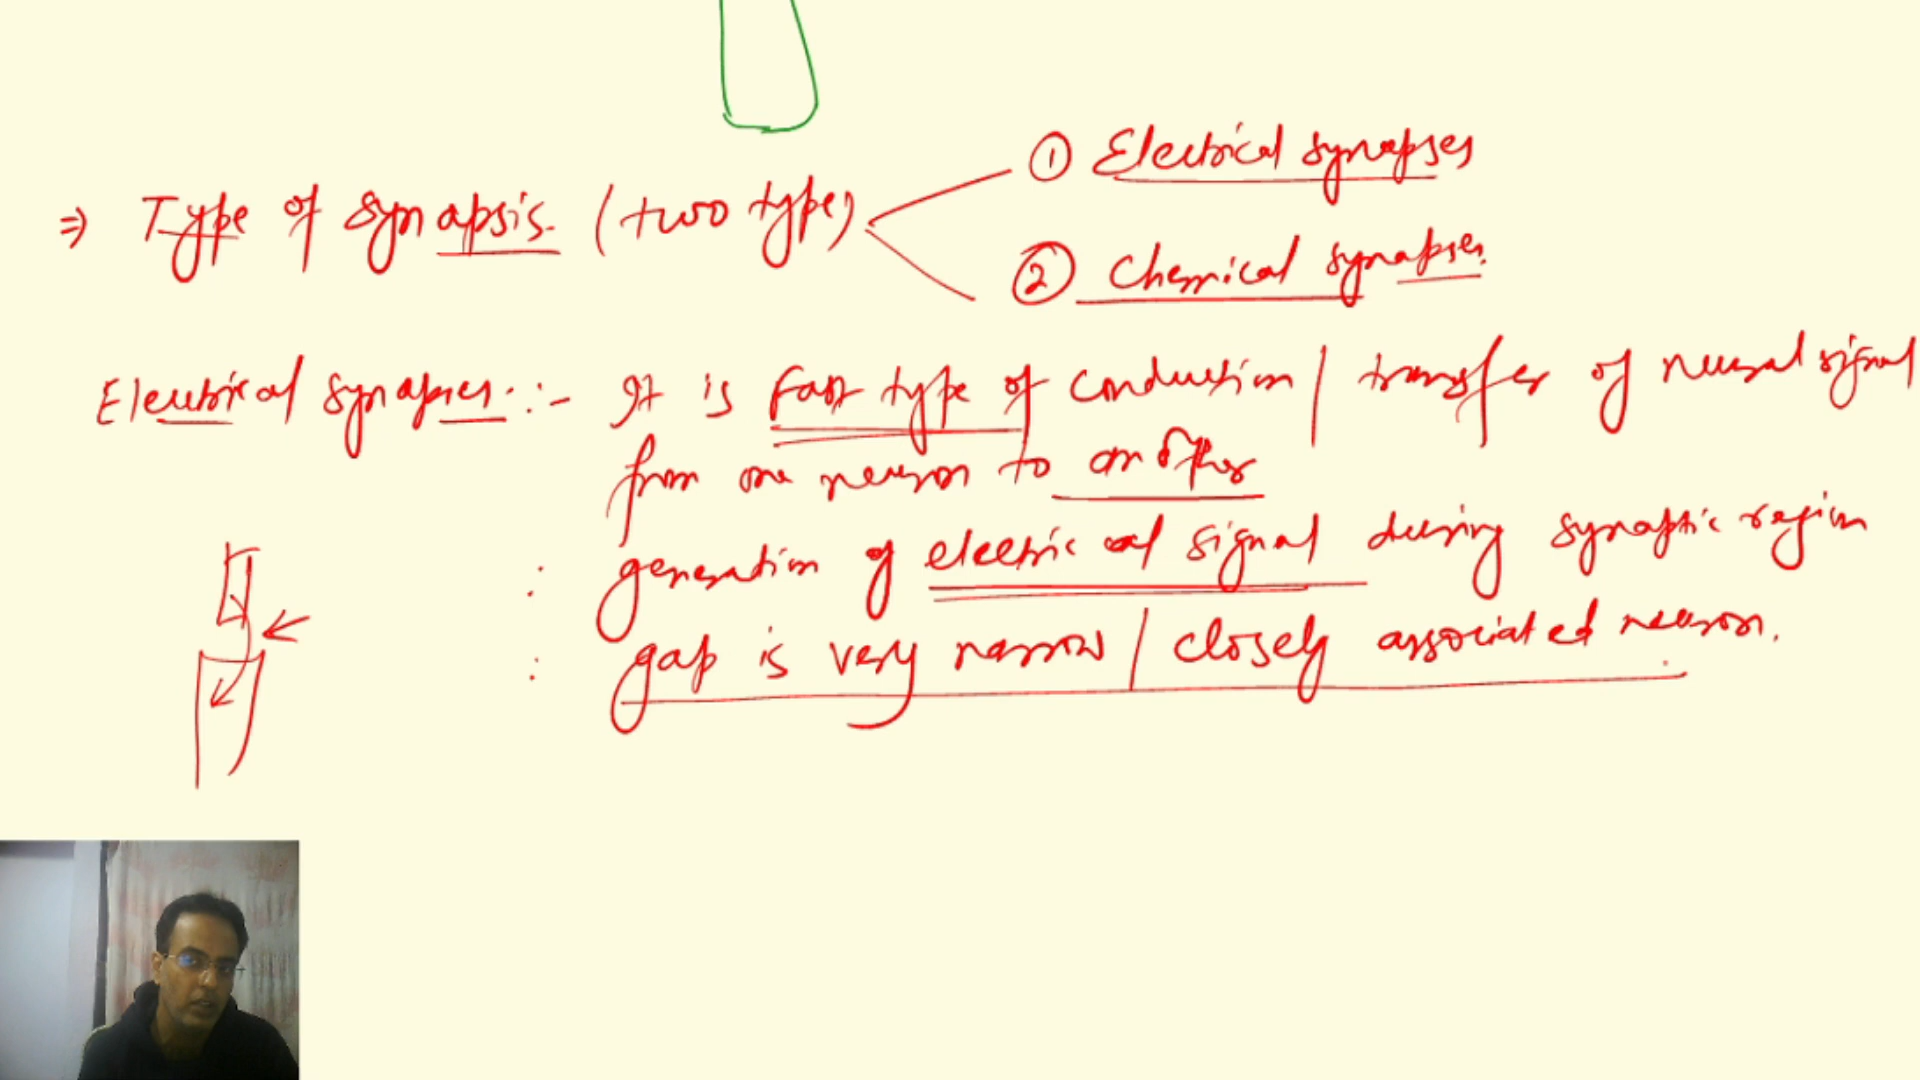 ① Electrical synapses
⇒ Type of synapsis. (two type)
② Chemical synapses.
Electrical synapses :- It is fast type of conduction / transfer of neural signal
from one neuron to another
: generation of electrical signal during synaptic region
: gap is very narrow / closely associated neuron.